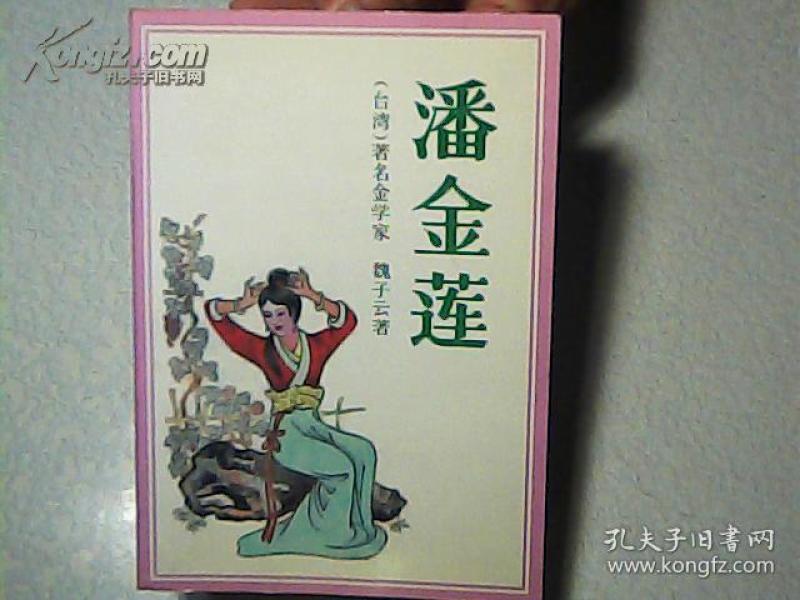 Kongfz.com
孔夫子旧书网
潘金莲
(台湾)著名金学家 魏子云著
孔夫子旧书网
www.kongfz.com